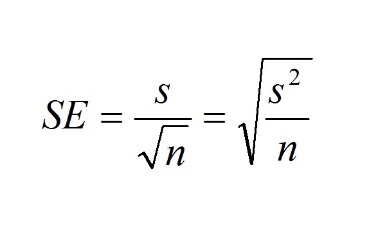 SE = s/√n = √(s²/n)